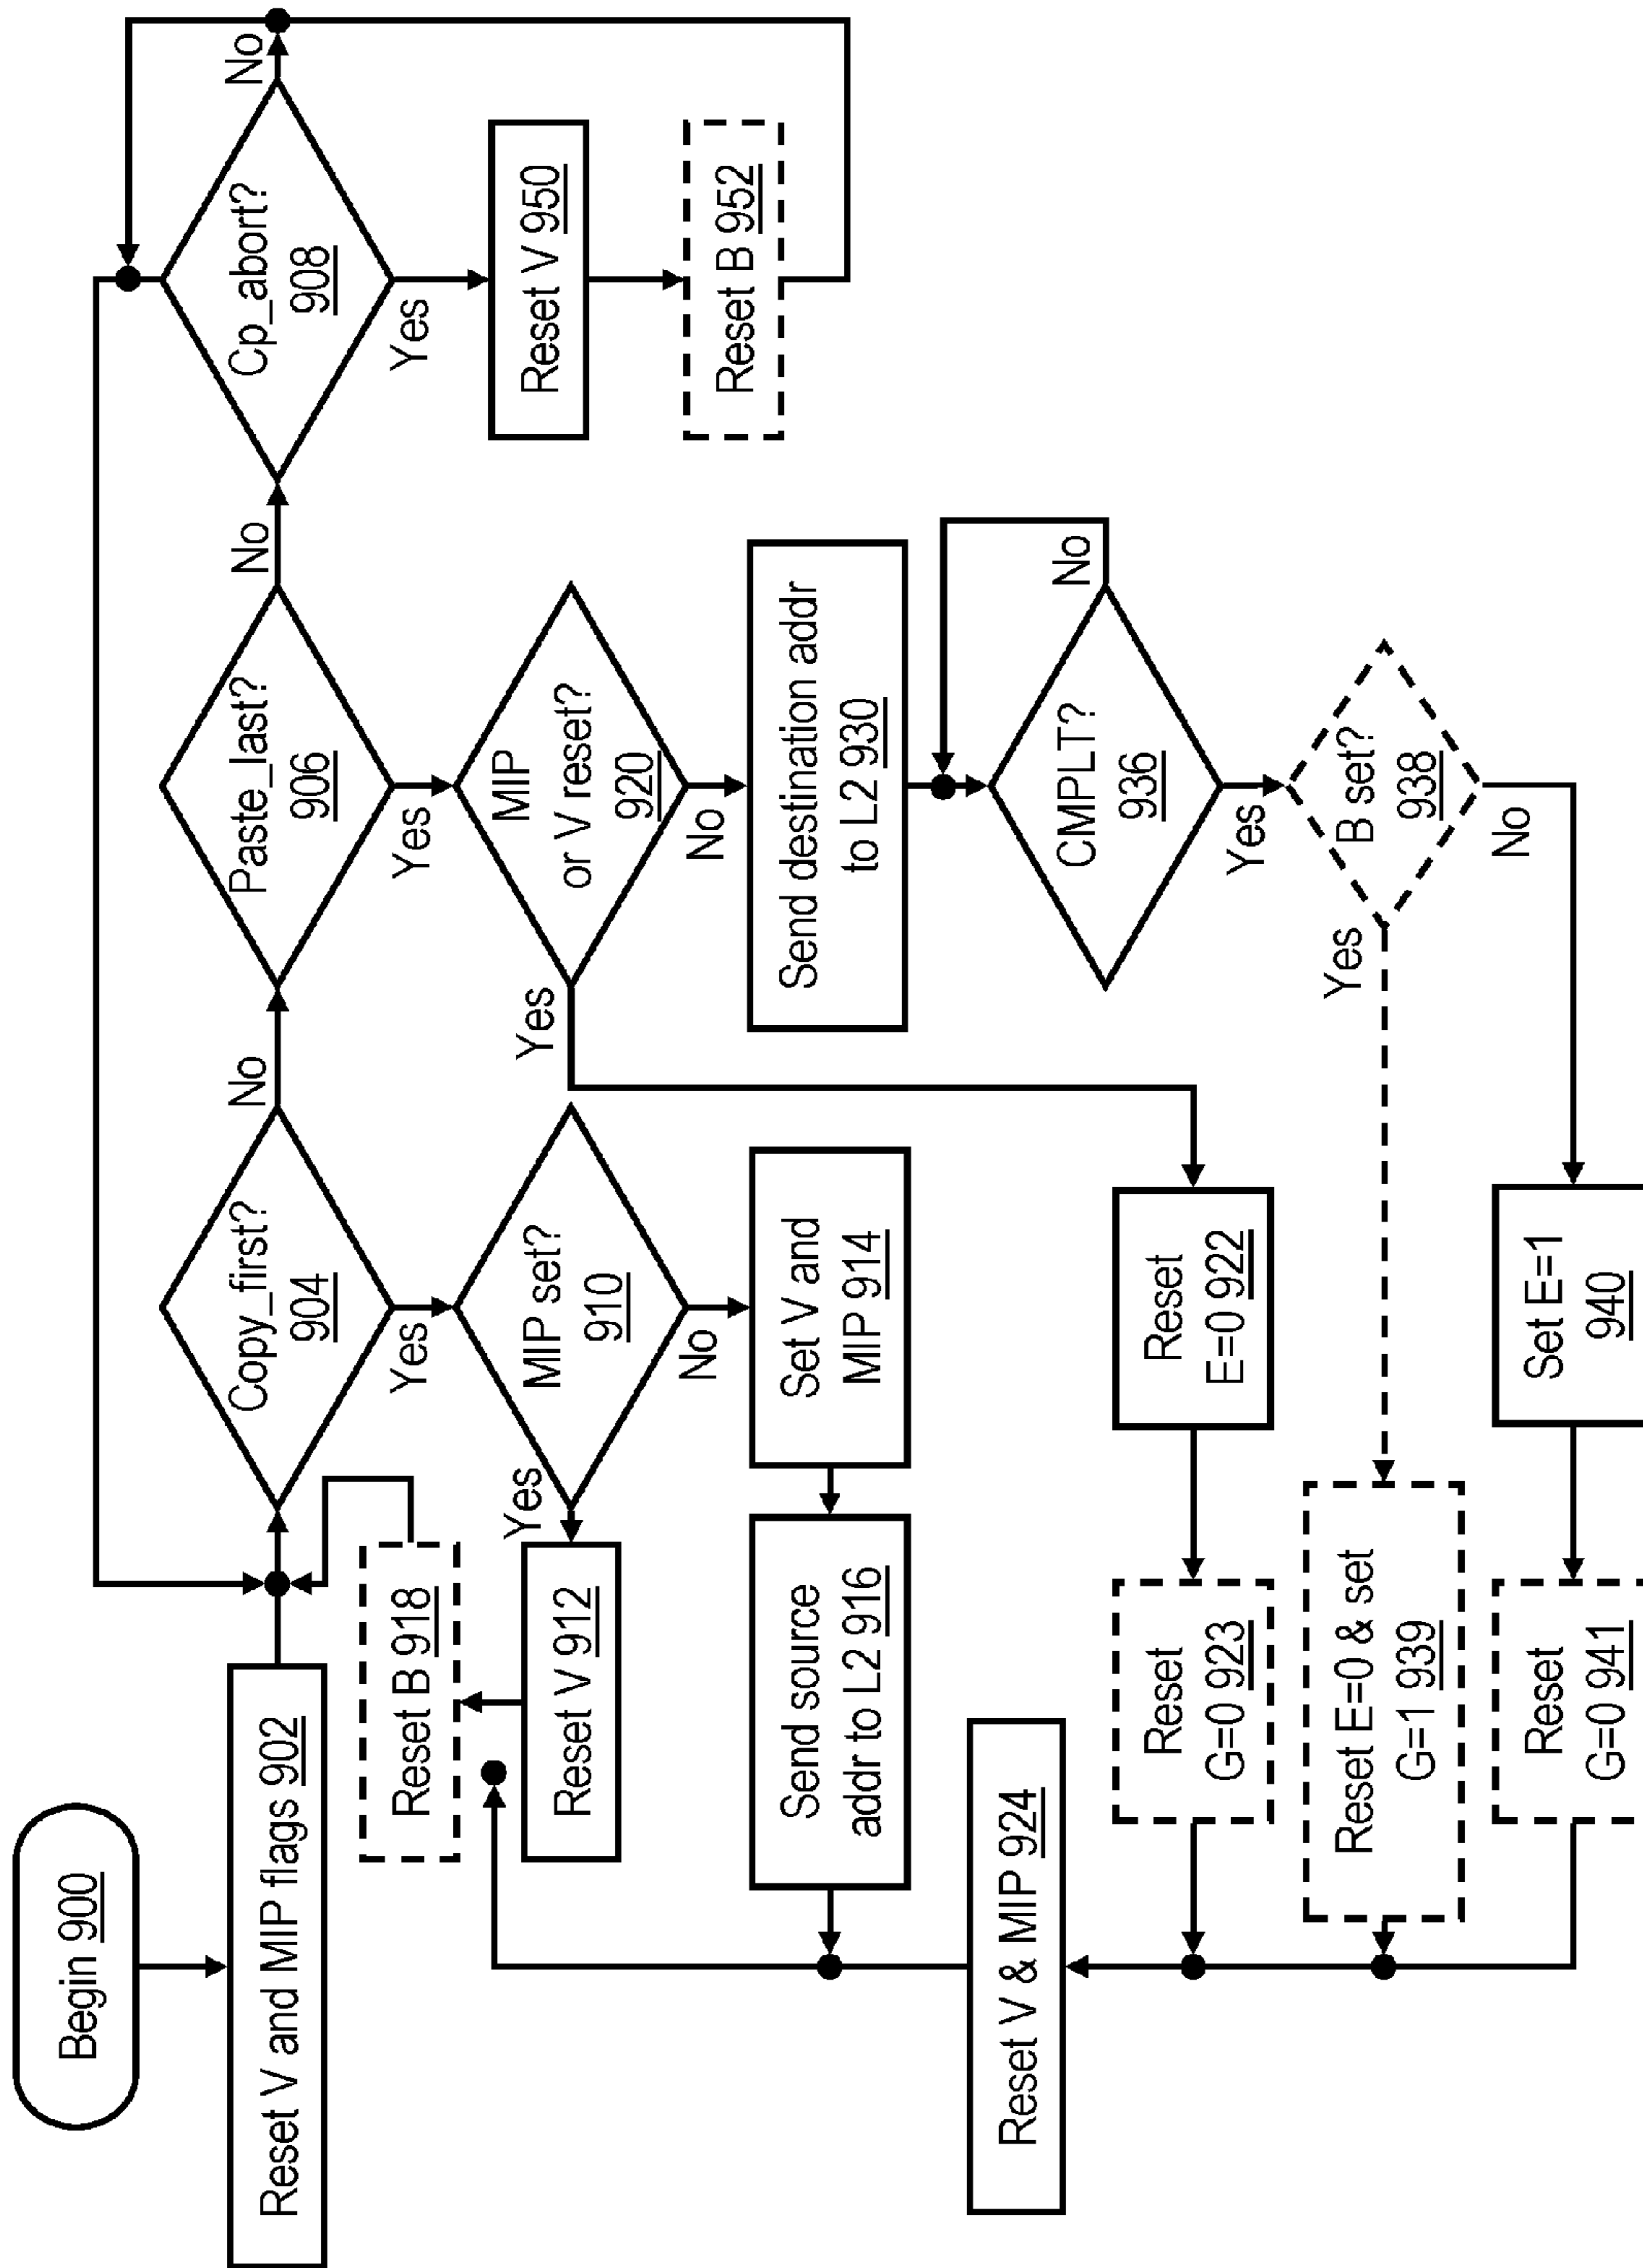 Begin 900
Reset V and MIP flags 902
Copy_first?
904
No
Yes
Paste_last?
906
No
Yes
Cp_abort?
908
No
Yes
Reset V 950
Reset B 952
MIP set?
910
Yes
No
Reset V 912
Reset B 918
Set V and
MIP 914
Send source
addr to L2 916
MIP
or V reset?
920
Yes
No
Reset
E=0 922
Reset
G=0 923
Reset V & MIP 924
Send destination addr
to L2 930
CMPLT?
936
No
Yes
B set?
938
Yes
No
Reset E=0 & set
G=1 939
Set E=1
940
Reset
G=0 941